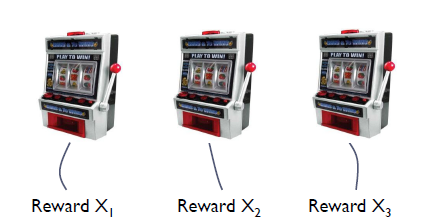 PLAY TO WIN!
PLAY TO WIN!
PLAY TO WIN!
Reward X₁
Reward X₂
Reward X₃